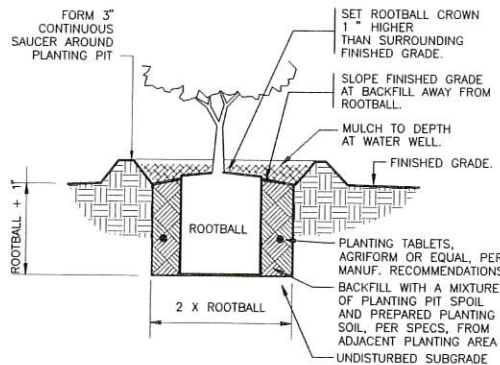 FORM 3"
CONTINUOUS
SAUCER AROUND
PLANTING PIT
SET ROOTBALL CROWN
1 " HIGHER
THAN SURROUNDING
FINISHED GRADE.
SLOPE FINISHED GRADE
AT BACKFILL AWAY FROM
ROOTBALL.
MULCH TO DEPTH
AT WATER WELL.
FINISHED GRADE.
ROOTBALL + 1"
ROOTBALL
PLANTING TABLETS,
AGRIFORM OR EQUAL, PER
MANUF. RECOMMENDATIONS
BACKFILL WITH A MIXTURE
OF PLANTING PIT SPOIL
AND PREPARED PLANTING
SOIL, PER SPECS, FROM
ADJACENT PLANTING AREA
2 X ROOTBALL
UNDISTURBED SUBGRADE